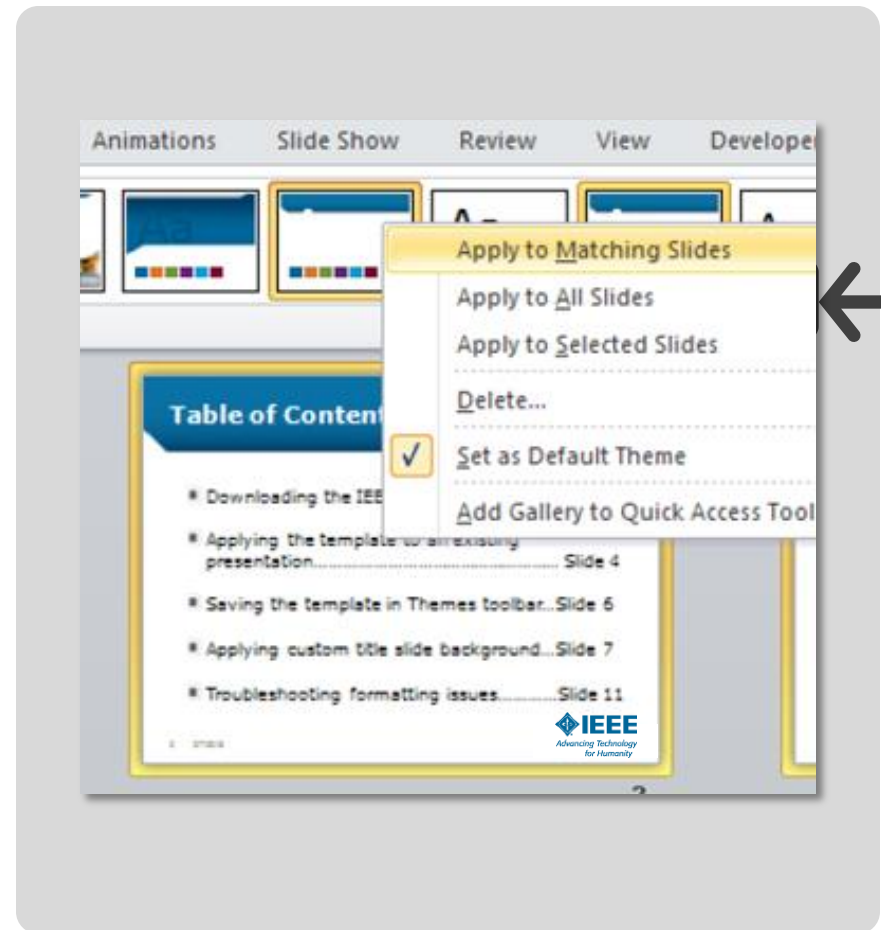 Animations Slide Show Review View Develope
Aa
Apply to Matching Slides
Apply to All Slides
Apply to Selected Slides
Delete...
Set as Default Theme
Add Gallery to Quick Access Tool
Table of Conten
Downloading the IEE
Applying the template to an existing
presentation........................................................ Slide 4
Saving the template in Themes toolbar...Slide 6
Applying custom title slide background...Slide 7
Troubleshooting formatting issues.............Slide 11
IEEE
Advancing Technology
for Humanity